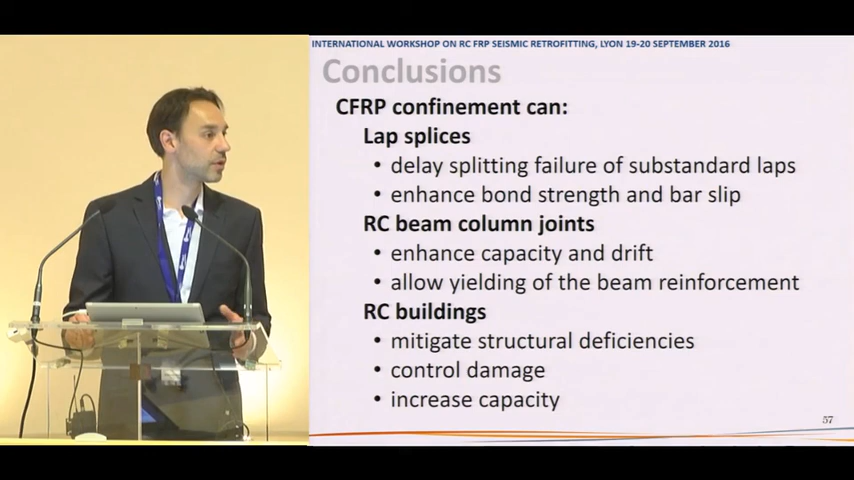 INTERNATIONAL WORKSHOP ON RC FRP SEISMIC RETROFITTING, LYON 19-20 SEPTEMBER 2016
Conclusions
CFRP confinement can:
Lap splices
• delay splitting failure of substandard laps
• enhance bond strength and bar slip
RC beam column joints
• enhance capacity and drift
• allow yielding of the beam reinforcement
RC buildings
• mitigate structural deficiencies
• control damage
• increase capacity
57